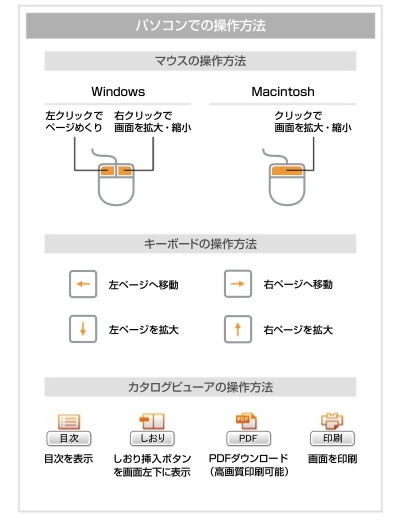 パソコンでの操作方法
マウスの操作方法
Windows
Macintosh
左クリックで
ページめくり
右クリックで
画面を拡大・縮小
クリックで
画面を拡大・縮小
キーボードの操作方法
左ページへ移動
右ページへ移動
左ページを拡大
右ページを拡大
カタログビューアの操作方法
目次
しおり
PDF
印刷
目次を表示
しおり挿入ボタン
を画面左下に表示
PDFダウンロード
（高画質印刷可能）
画面を印刷